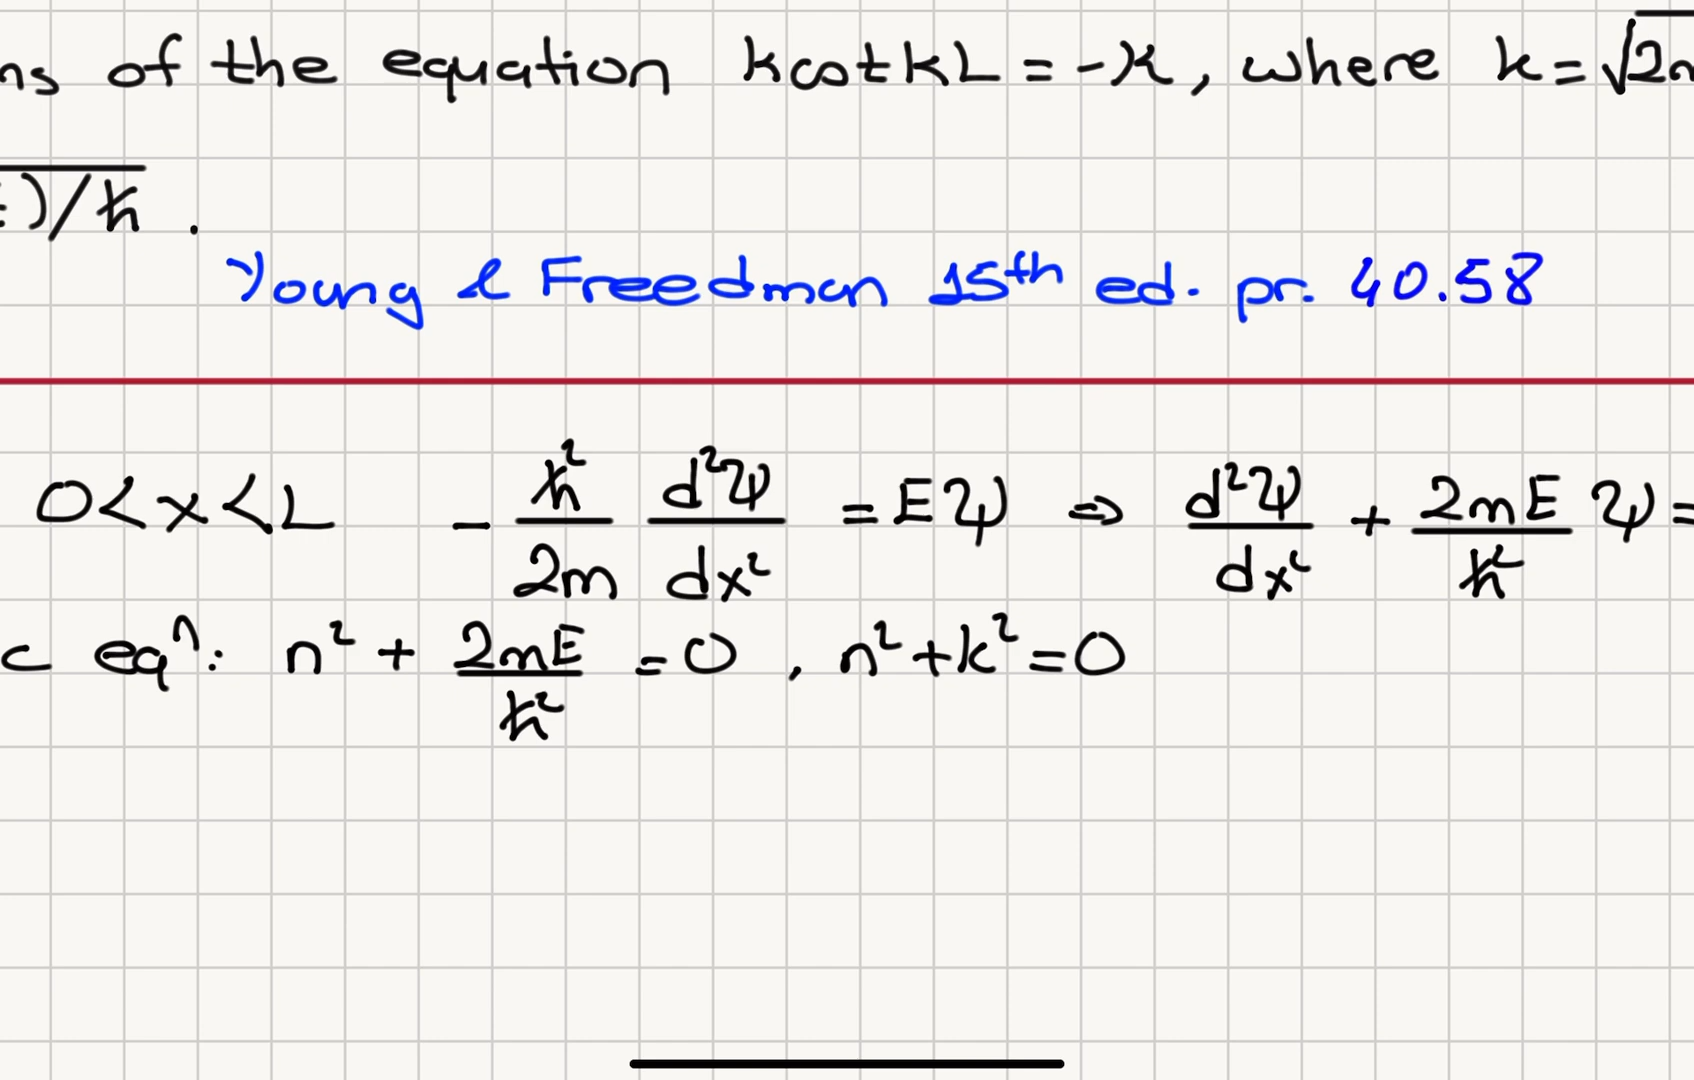 ns of the equation kcotkL = -κ, where k = √2m
)/ħ .
Young & Freedman 15th ed. pr. 40.58
0<x<L -ħ²/2m d²ψ/dx² = Eψ ⇒ d²ψ/dx² + 2mE/ħ² ψ =
c eqⁿ: n² + 2mE/ħ² = 0 , n²+k²=0